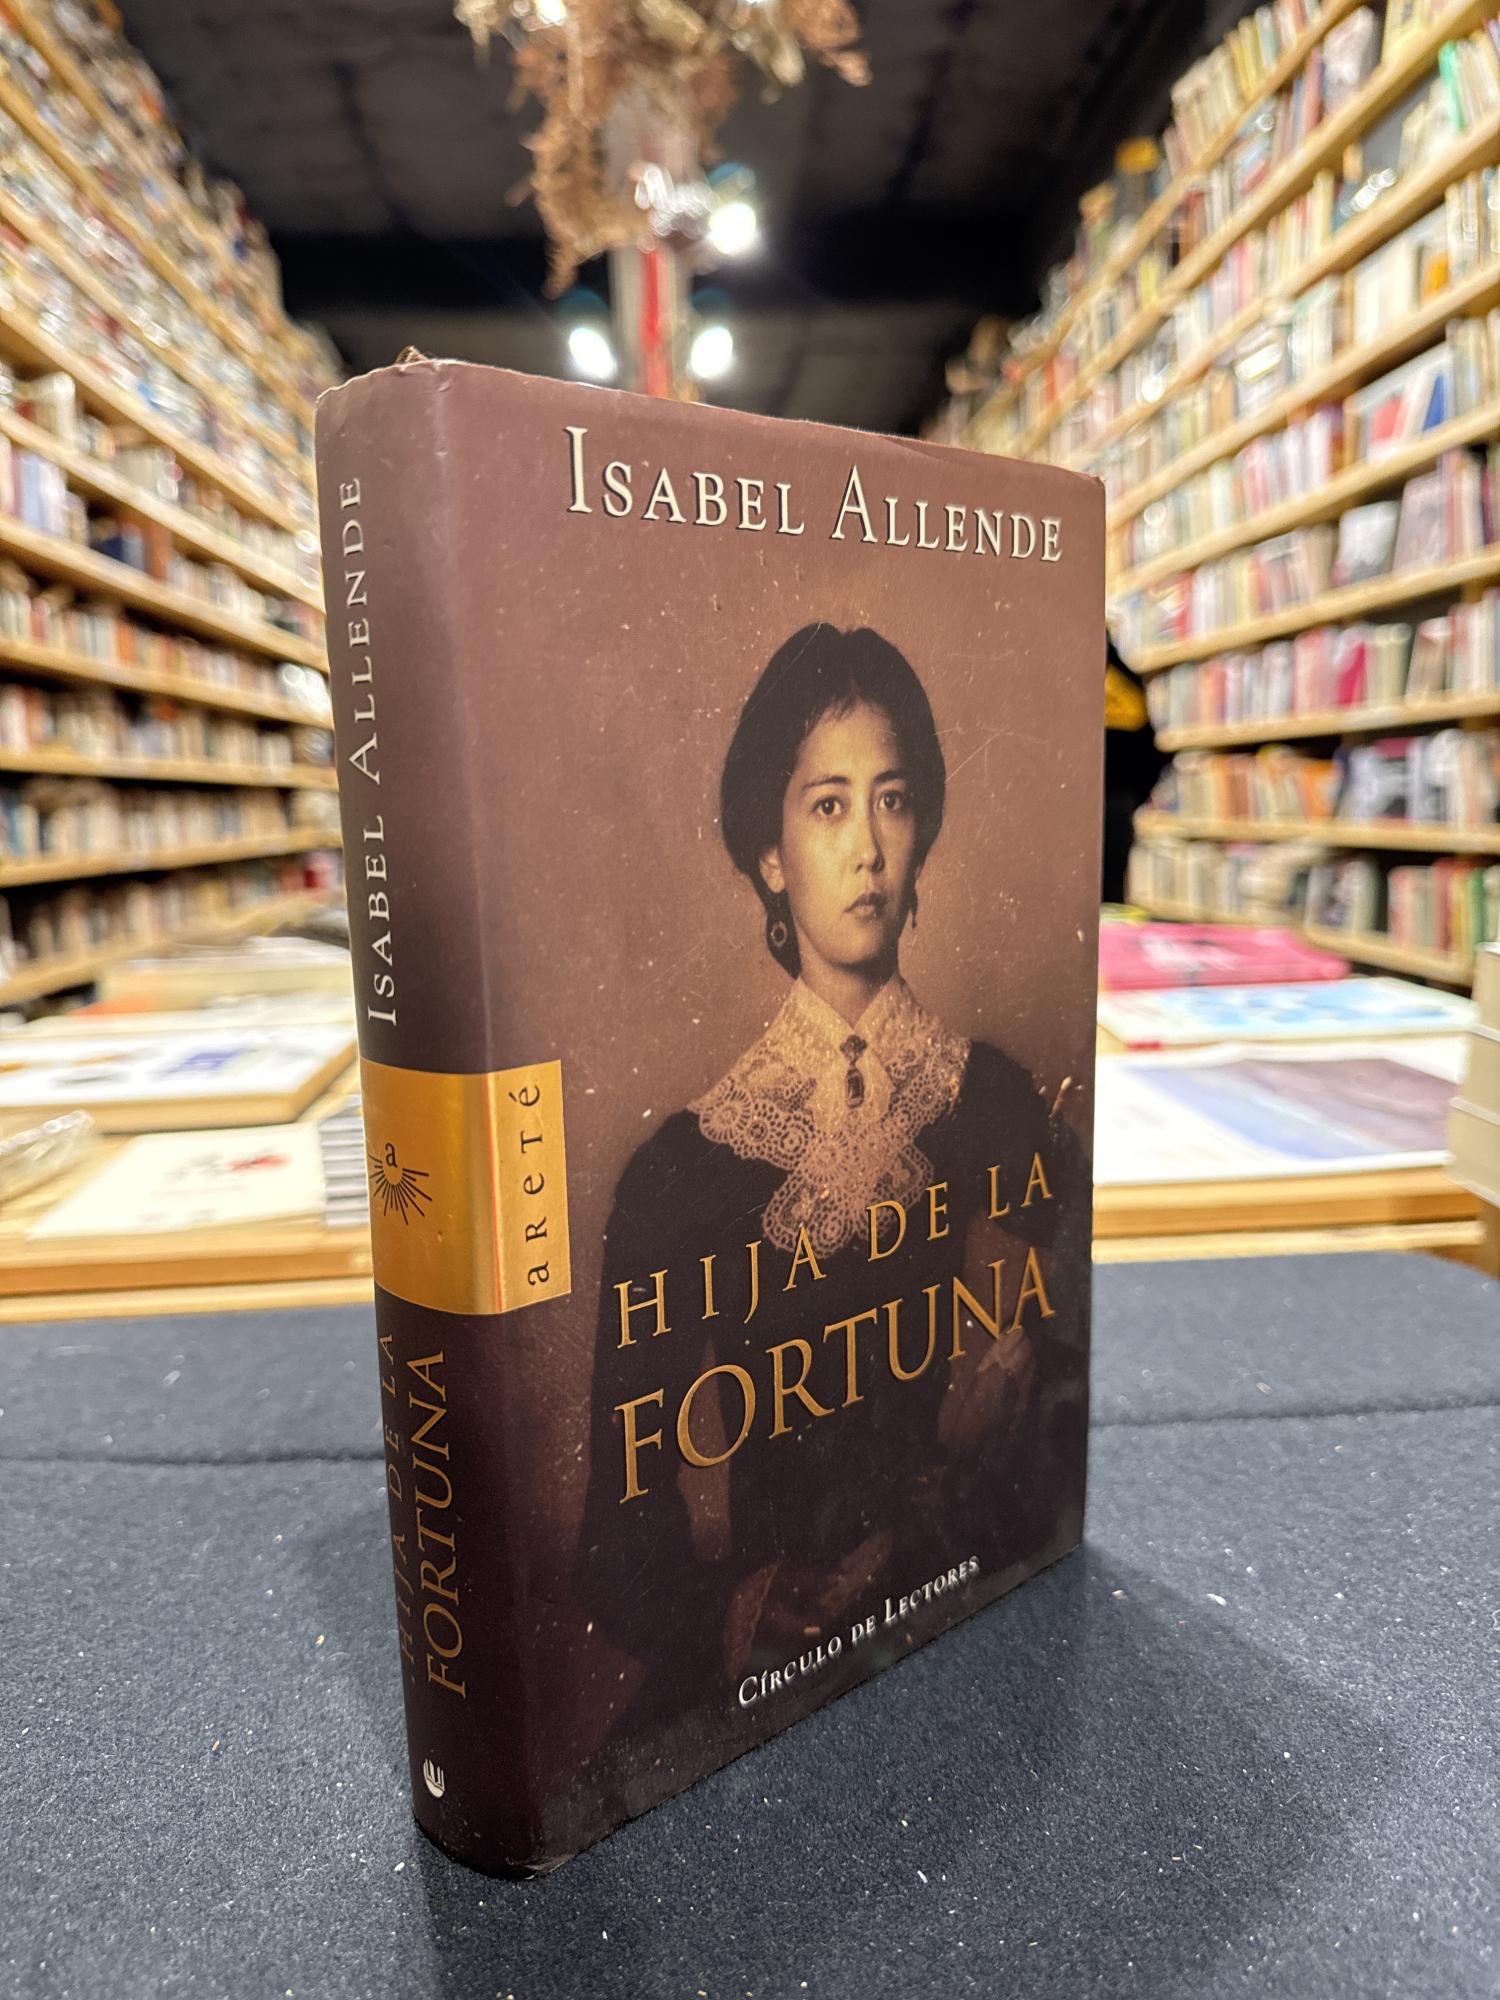 ISABEL ALLENDE
HIJA DE LA
FORTUNA
CÍRCULO DE LECTORES
ISABEL ALLENDE
a
aReTé
HIJA DE LA
FORTUNA